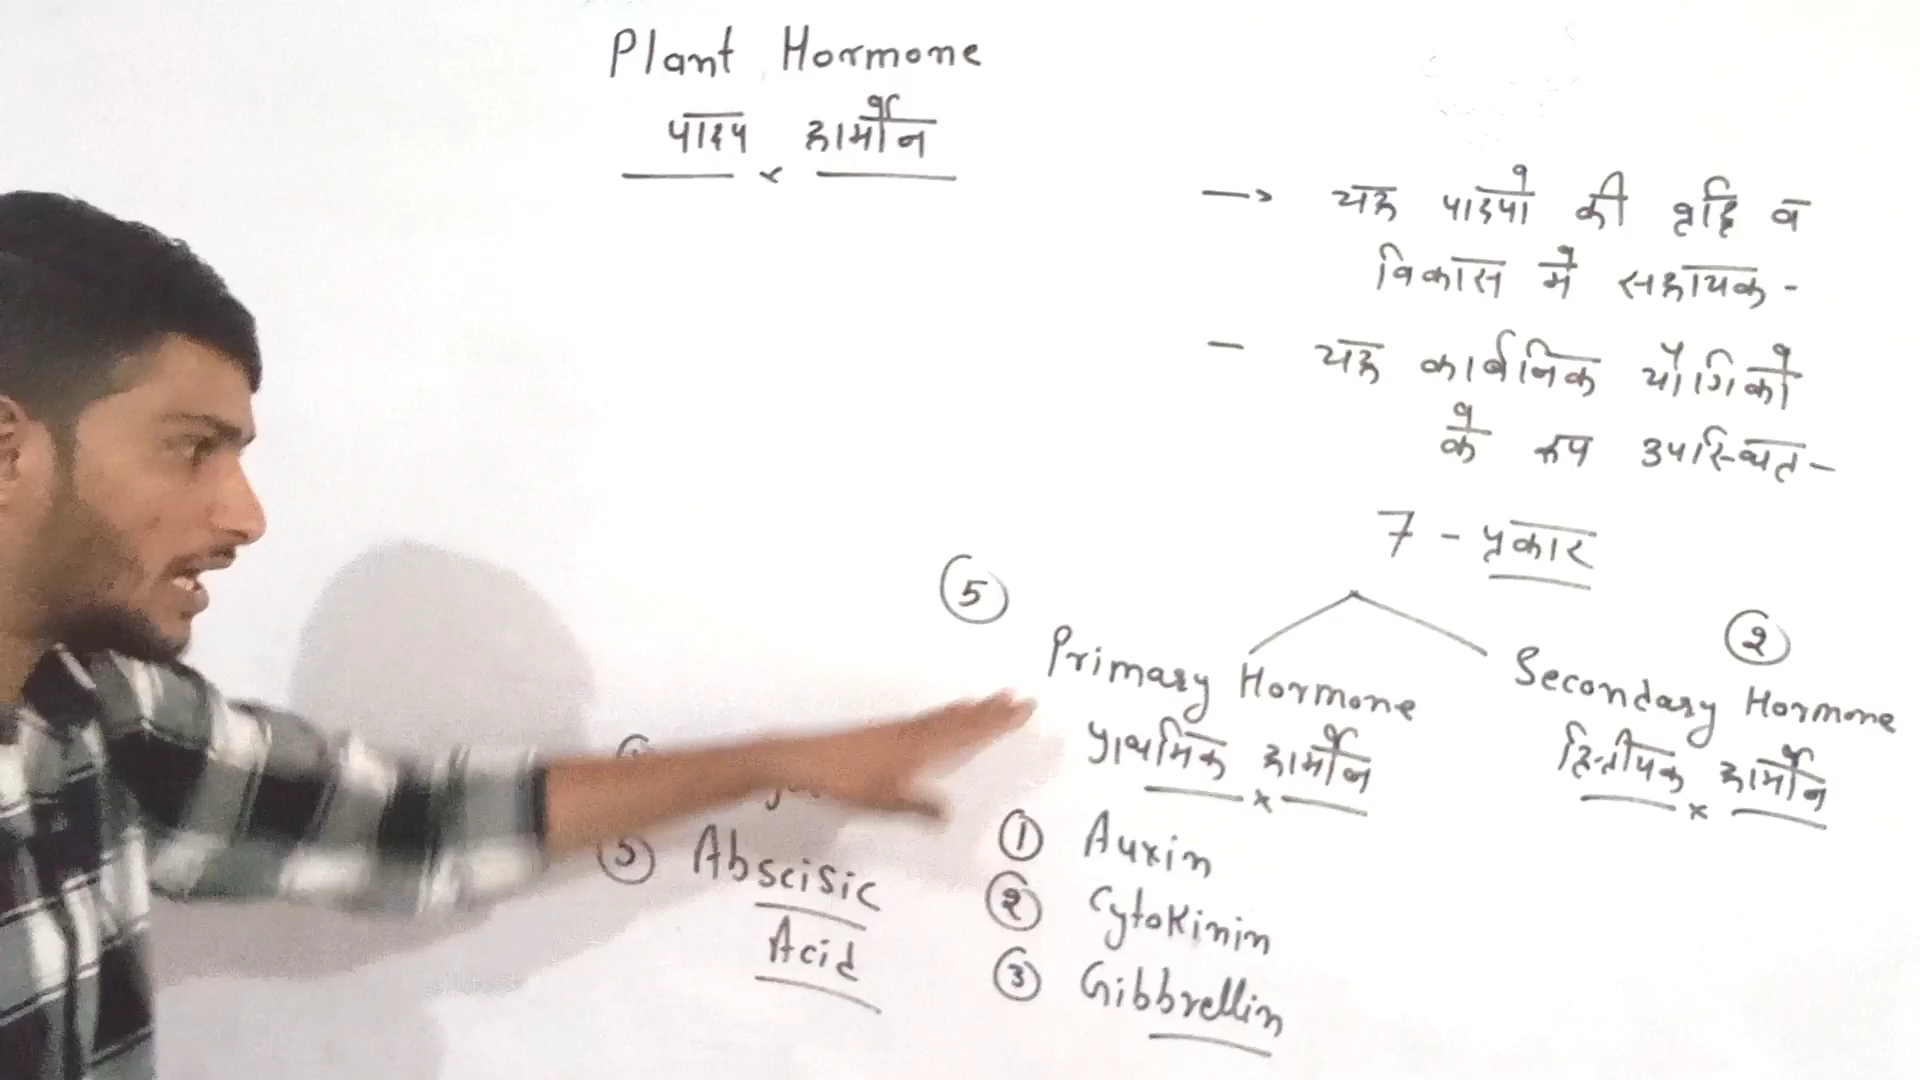 Plant Hormone
पादप हार्मोन
→ यह पादपों की वृद्धि व
विकास में सहायक -
- यह कार्बनिक यौगिकों
के रूप उपस्थित -
7 - प्रकार
5
Primary Hormone
प्राथमिक हार्मोन
① Auxin
② Cytokinin
③ Gibbrellin
5 Abscisic
Acid
2
Secondary Hormone
द्वितीयक हार्मोन